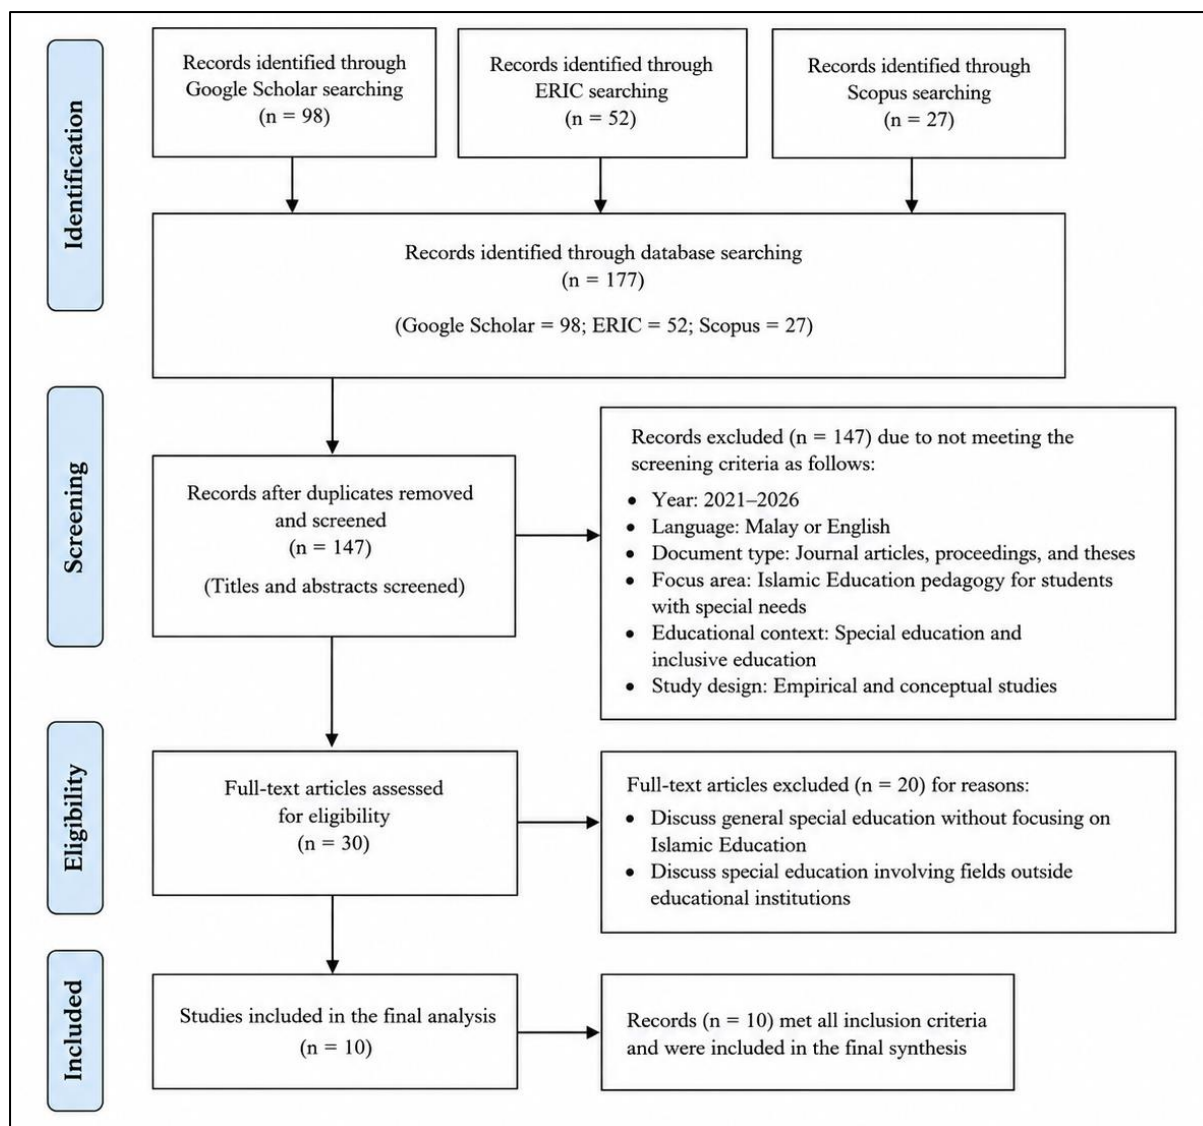 Identification
Records identified through
Google Scholar searching
(n = 98)
Records identified through
ERIC searching
(n = 52)
Records identified through
Scopus searching
(n = 27)
Records identified through database searching
(n = 177)
(Google Scholar = 98; ERIC = 52; Scopus = 27)
Screening
Records after duplicates removed
and screened
(n = 147)
(Titles and abstracts screened)
Records excluded (n = 147) due to not meeting the
screening criteria as follows:
• Year: 2021–2026
• Language: Malay or English
• Document type: Journal articles, proceedings, and theses
• Focus area: Islamic Education pedagogy for students
with special needs
• Educational context: Special education and
inclusive education
• Study design: Empirical and conceptual studies
Eligibility
Full-text articles assessed
for eligibility
(n = 30)
Full-text articles excluded (n = 20) for reasons:
• Discuss general special education without focusing on
Islamic Education
• Discuss special education involving fields outside
educational institutions
Included
Studies included in the final analysis
(n = 10)
Records (n = 10) met all inclusion criteria
and were included in the final synthesis